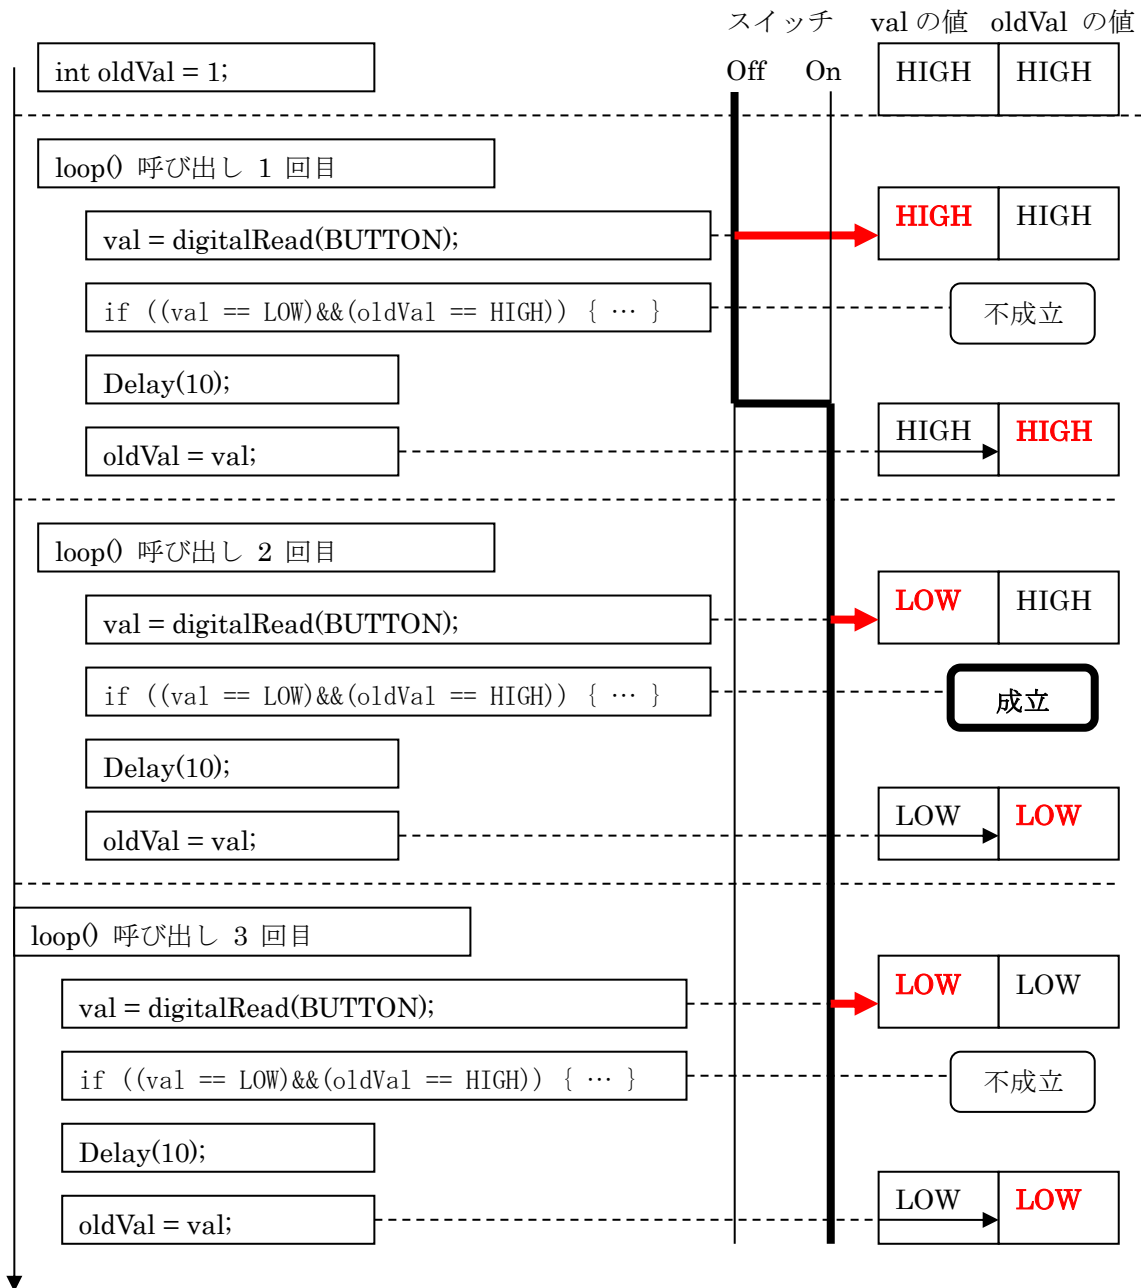 スイッチ val の値 oldVal の値
int oldVal = 1; Off On HIGH HIGH
loop() 呼び出し 1 回目
val = digitalRead(BUTTON); HIGH HIGH
if ((val == LOW)&&(oldVal == HIGH)) { … } 不成立
Delay(10);
oldVal = val; HIGH HIGH
loop() 呼び出し 2 回目
val = digitalRead(BUTTON); LOW HIGH
if ((val == LOW)&&(oldVal == HIGH)) { … } 成立
Delay(10);
oldVal = val; LOW LOW
loop() 呼び出し 3 回目
val = digitalRead(BUTTON); LOW LOW
if ((val == LOW)&&(oldVal == HIGH)) { … } 不成立
Delay(10);
oldVal = val; LOW LOW